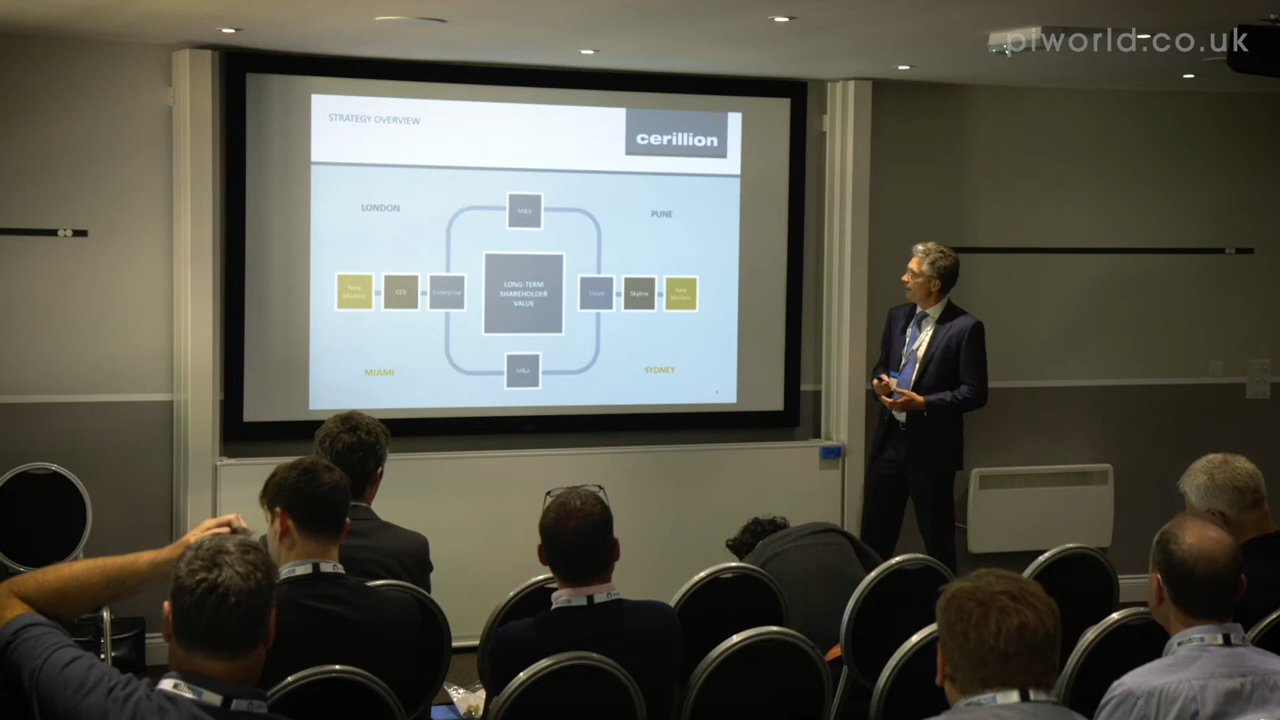 piworld.co.uk
STRATEGY OVERVIEW
cerillion
LONDON
M&A
PUNE
New
Markets
CES
Enterprise
LONG-TERM
SHAREHOLDER
VALUE
Cloud
Skyline
New
Markets
MIAMI
M&A
SYDNEY